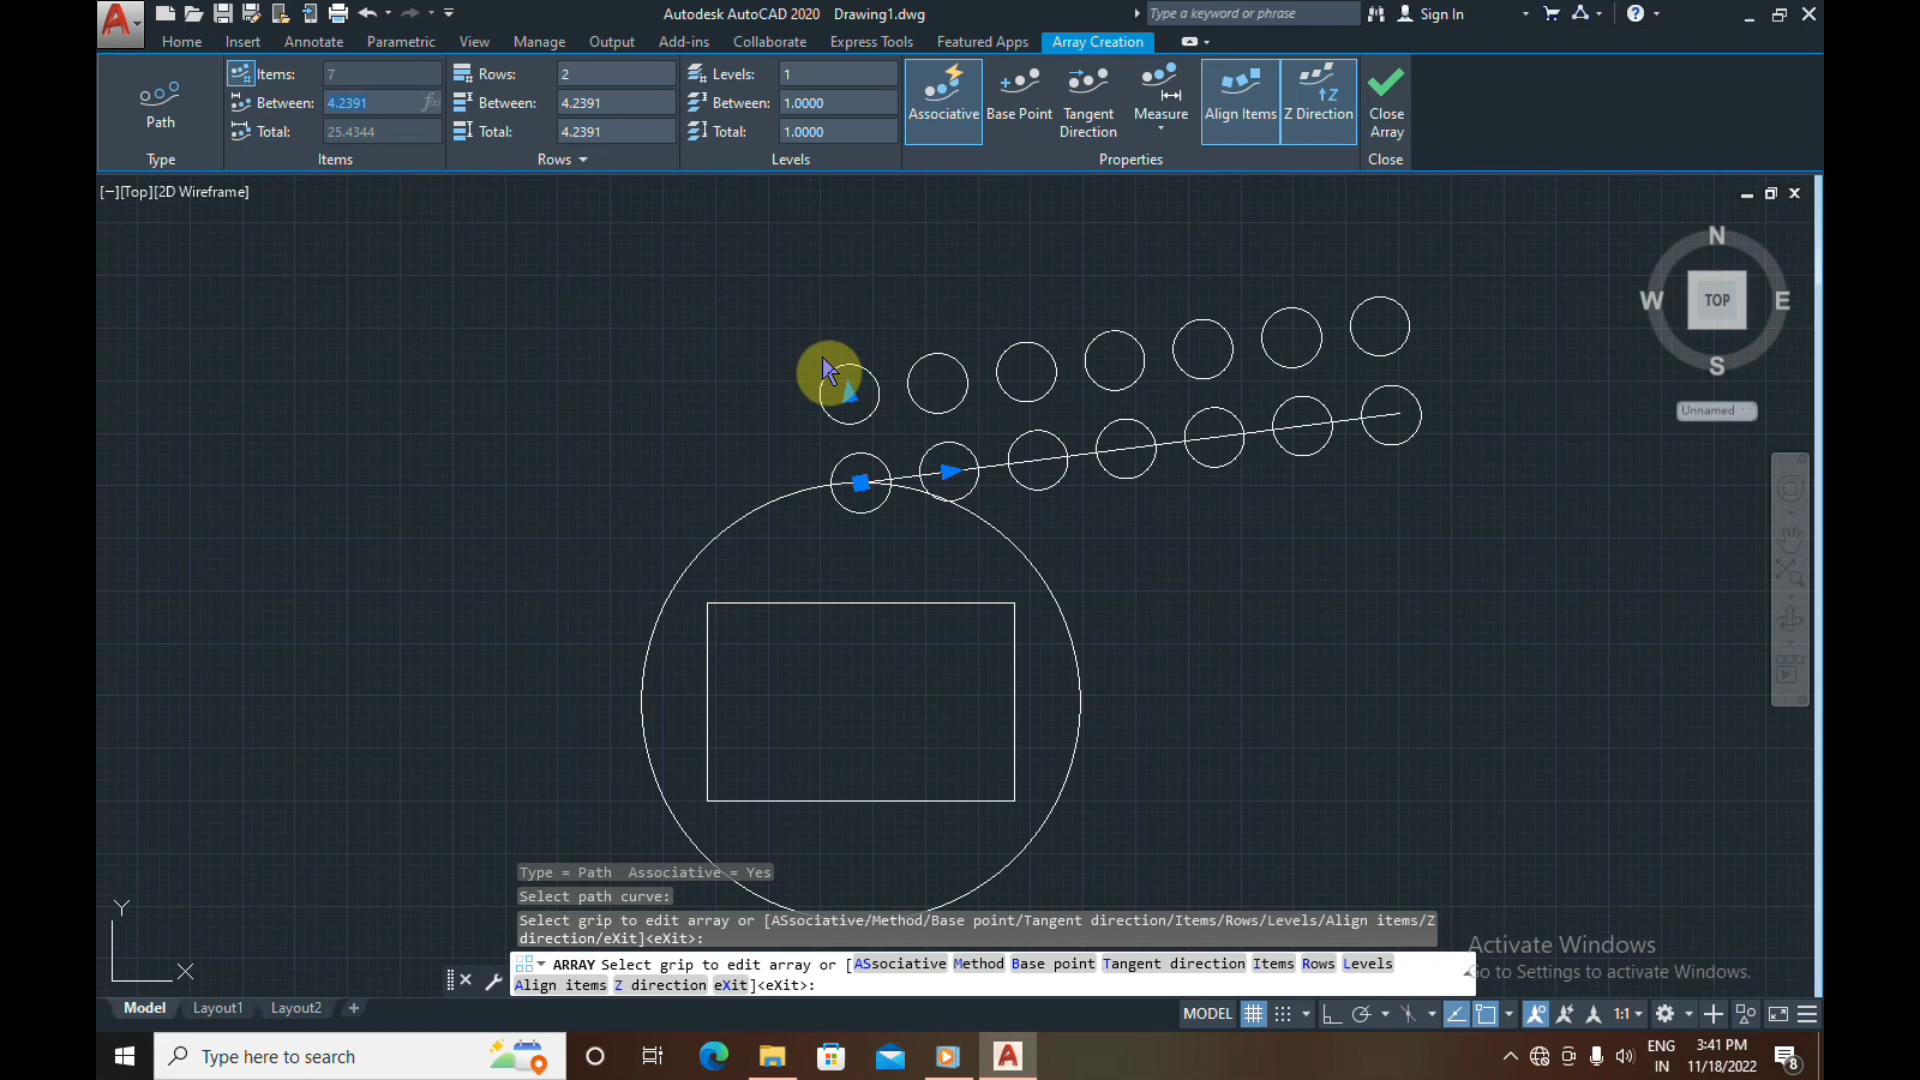 Autodesk AutoCAD 2020 Drawing1.dwg
Type a keyword or phrase
Sign In
Home Insert Annotate Parametric View Manage Output Add-ins Collaborate Express Tools Featured Apps Array Creation
Items: 7 Rows: 2 Levels: 1
Between: 4.2391 Between: 4.2391 Between: 1.0000
Total: 25.4344 Total: 4.2391 Total: 1.0000
Path
Associative Base Point Tangent Direction Measure Align Items Z Direction Close Array
Type Items Rows Levels Properties Close
[−][Top][2D Wireframe]
N
W TOP E
S
Unnamed
Y
X
Type = Path Associative = Yes
Select path curve:
Select grip to edit array or [ASsociative/Method/Base point/Tangent direction/Items/Rows/Levels/Align items/Z
direction/eXit]<eXit>:
ARRAY Select grip to edit array or [ASsociative Method Base point Tangent direction Items Rows Levels
Align items Z direction eXit]<eXit>:
Activate Windows
Go to Settings to activate Windows.
Model Layout1 Layout2 +
MODEL 1:1
Type here to search
ENG
IN
3:41 PM
11/18/2022
8